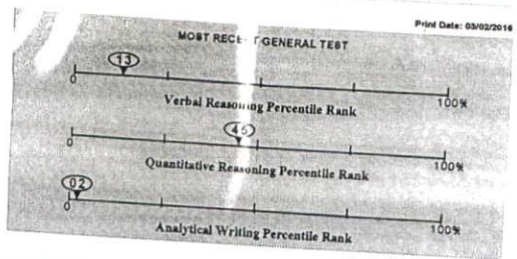 Print Date: 03/02/2016
MOST RECENT GENERAL TEST
13
0 100%
Verbal Reasoning Percentile Rank
45
0 100%
Quantitative Reasoning Percentile Rank
02
0 100%
Analytical Writing Percentile Rank